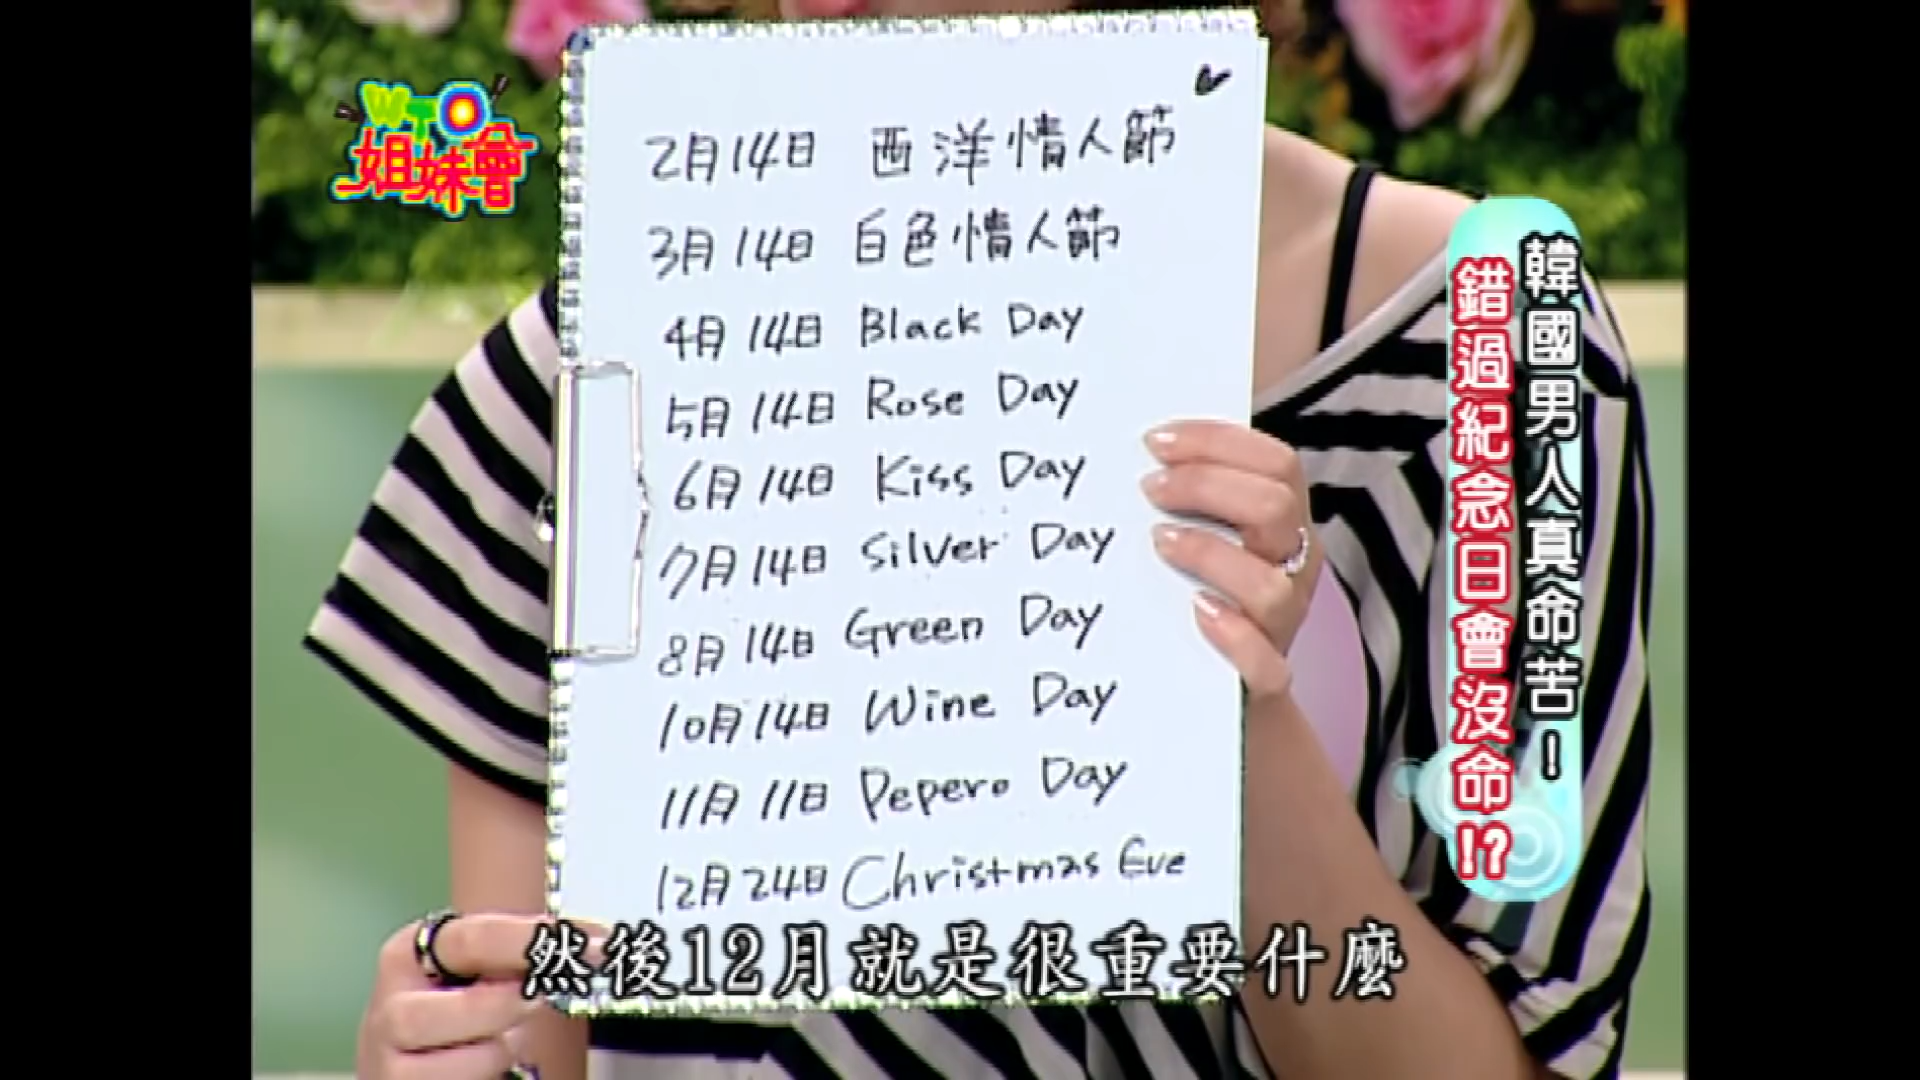 WTO
姐妹會
2月14日 西洋情人節
3月14日 白色情人節
4月14日 Black Day
5月14日 Rose Day
6月14日 Kiss Day
7月14日 Silver Day
8月14日 Green Day
10月14日 Wine Day
11月11日 Pepero Day
12月24日 Christmas Eve
韓國男人真命苦！
錯過紀念日會沒命!?
然後12月就是很重要什麼